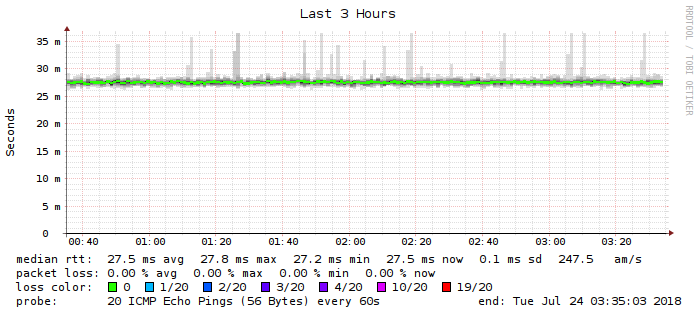 Last 3 Hours
RRDTOOL / TOBI OETIKER
Seconds
35 m
30 m
25 m
20 m
15 m
10 m
5 m
0
00:40 01:00 01:20 01:40 02:00 02:20 02:40 03:00 03:20
median rtt: 27.5 ms avg 27.8 ms max 27.2 ms min 27.5 ms now 0.1 ms sd 247.5 am/s
packet loss: 0.00 % avg 0.00 % max 0.00 % min 0.00 % now
loss color: 0 1/20 2/20 3/20 4/20 10/20 19/20
probe: 20 ICMP Echo Pings (56 Bytes) every 60s end: Tue Jul 24 03:35:03 2018